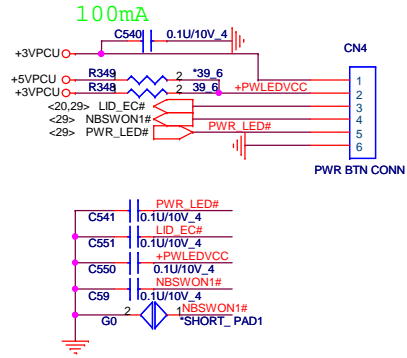 100mA
C540 0.1U/10V_4
CN4
+3VPCU
+5VPCU R349 2 *39_6 1
+3VPCU R348 2 39_6 +PWLEDVCC 2
<20,29> LID_EC# 3
<29> NBSWON1# 4
<29> PWR_LED# PWR_LED# 5
6
PWR BTN CONN
PWR_LED#
C541 0.1U/10V_4
LID_EC#
C551 0.1U/10V_4
+PWLEDVCC
C550 0.1U/10V_4
NBSWON1#
C59 0.1U/10V_4
2 1 NBSWON1#
G0 *SHORT_ PAD1